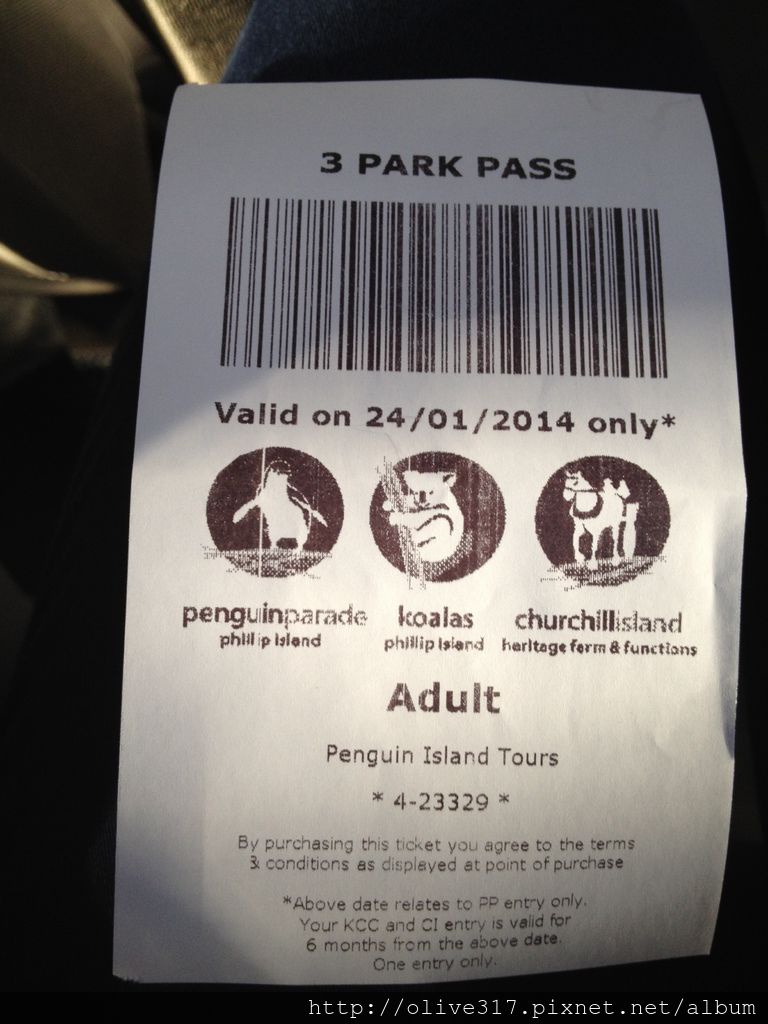 3 PARK PASS
Valid on 24/01/2014 only*
penguinparade
phillip island
koalas
phillip island
churchillisland
heritage farm & functions
Adult
Penguin Island Tours
* 4-23329 *
By purchasing this ticket you agree to the terms
& conditions as displayed at point of purchase
*Above date relates to PP entry only.
Your KCC and CI entry is valid for
6 months from the above date.
One entry only.
http://olive317.pixnet.net/album